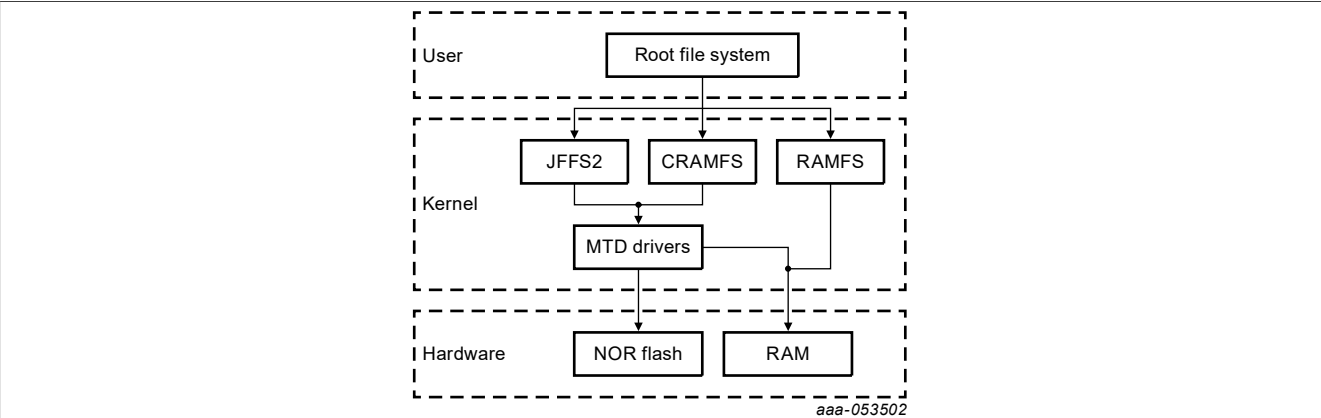 User
Root file system
Kernel
JFFS2
CRAMFS
RAMFS
MTD drivers
Hardware
NOR flash
RAM
aaa-053502